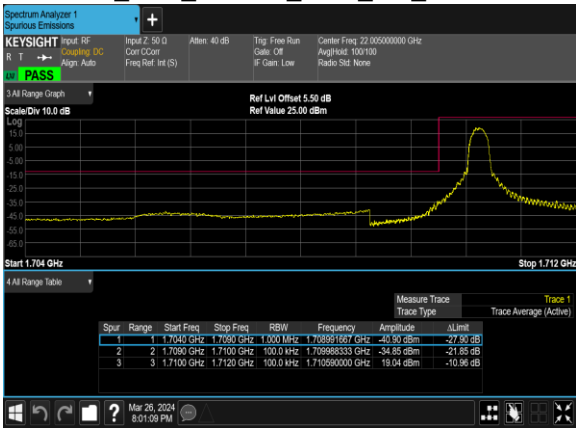 Spectrum Analyzer 1
Spurious Emissions
KEYSIGHT Input: RF Input Z: 50 Ω Atten: 40 dB Trig: Free Run Center Freq: 22.005000000 GHz
R T Coupling: DC Corr CCorr Gate: Off Avg|Hold: 100/100
Align: Auto Freq Ref: Int (S) IF Gain: Low Radio Std: None
PASS
3 All Range Graph
Ref Lvl Offset 5.50 dB
Scale/Div 10.0 dB Ref Value 25.00 dBm
Log
15.0
5.00
-5.00
-15.0
-25.0
-35.0
-45.0
-55.0
-65.0
Start 1.704 GHz Stop 1.712 GHz
4 All Range Table
Measure Trace Trace 1
Trace Type Trace Average (Active)
Spur Range Start Freq Stop Freq RBW Frequency Amplitude ΔLimit
1 1 1.7040 GHz 1.7090 GHz 1.000 MHz 1.708991667 GHz -40.90 dBm -27.90 dB
2 2 1.7090 GHz 1.7100 GHz 100.0 kHz 1.709988333 GHz -34.85 dBm -21.85 dB
3 3 1.7100 GHz 1.7120 GHz 100.0 kHz 1.710590000 GHz 19.04 dBm -10.96 dB
Mar 26, 2024
8:01:09 PM